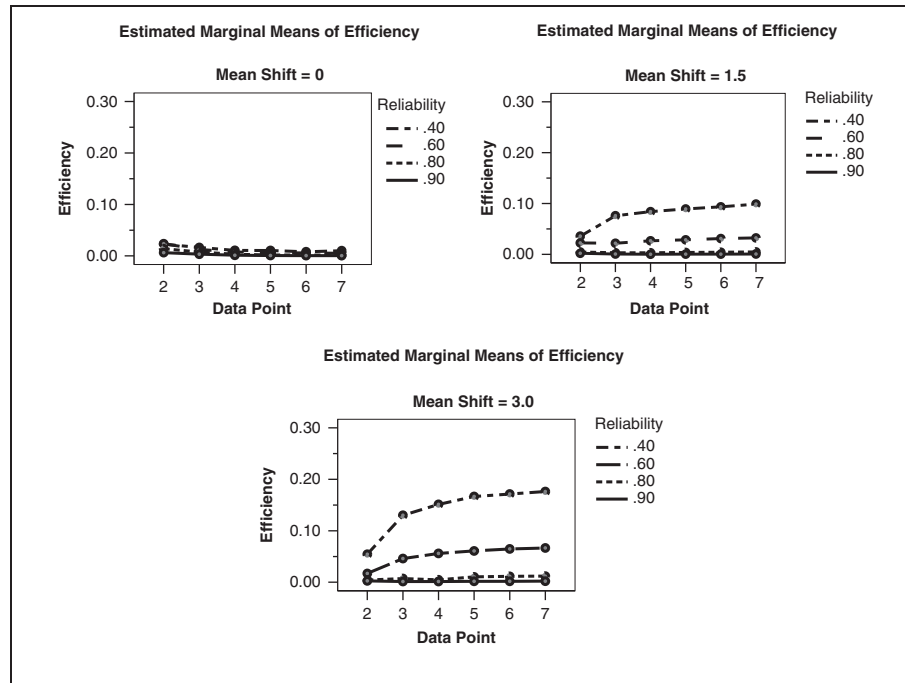 Estimated Marginal Means of Efficiency
Mean Shift = 0
0.30
0.20
0.10
0.00
Efficiency
2 3 4 5 6 7
Data Point
Reliability
.40
.60
.80
.90
Estimated Marginal Means of Efficiency
Mean Shift = 1.5
0.30
0.20
0.10
0.00
Efficiency
2 3 4 5 6 7
Data Point
Reliability
.40
.60
.80
.90
Estimated Marginal Means of Efficiency
Mean Shift = 3.0
0.30
0.20
0.10
0.00
Efficiency
2 3 4 5 6 7
Data Point
Reliability
.40
.60
.80
.90